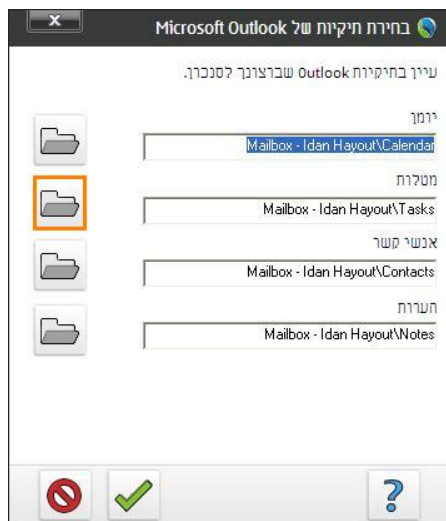 בחירת תיקיות של Microsoft Outlook
עיין בתיקיות Outlook שברצונך לסנכרן.
יומן
Mailbox - Idan Hayout\Calendar
מטלות
Mailbox - Idan Hayout\Tasks
אנשי קשר
Mailbox - Idan Hayout\Contacts
הערות
Mailbox - Idan Hayout\Notes